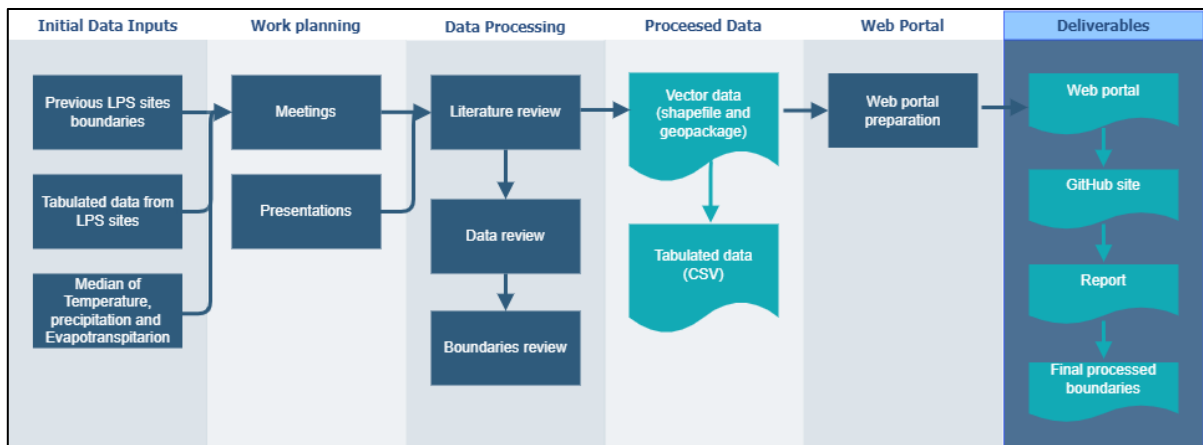 Initial Data Inputs
Work planning
Data Processing
Proceesed Data
Web Portal
Deliverables
Previous LPS sites
boundaries
Tabulated data from
LPS sites
Median of
Temperature,
precipitation and
Evapotranspitarion
Meetings
Presentations
Literature review
Data review
Boundaries review
Vector data
(shapefile and
geopackage)
Tabulated data
(CSV)
Web portal
preparation
Web portal
GitHub site
Report
Final processed
boundaries